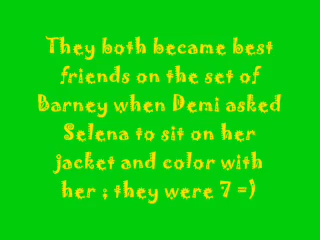 They both became best
friends on the set of
Barney when Demi asked
Selena to sit on her
jacket and color with
her ; they were 7 =)